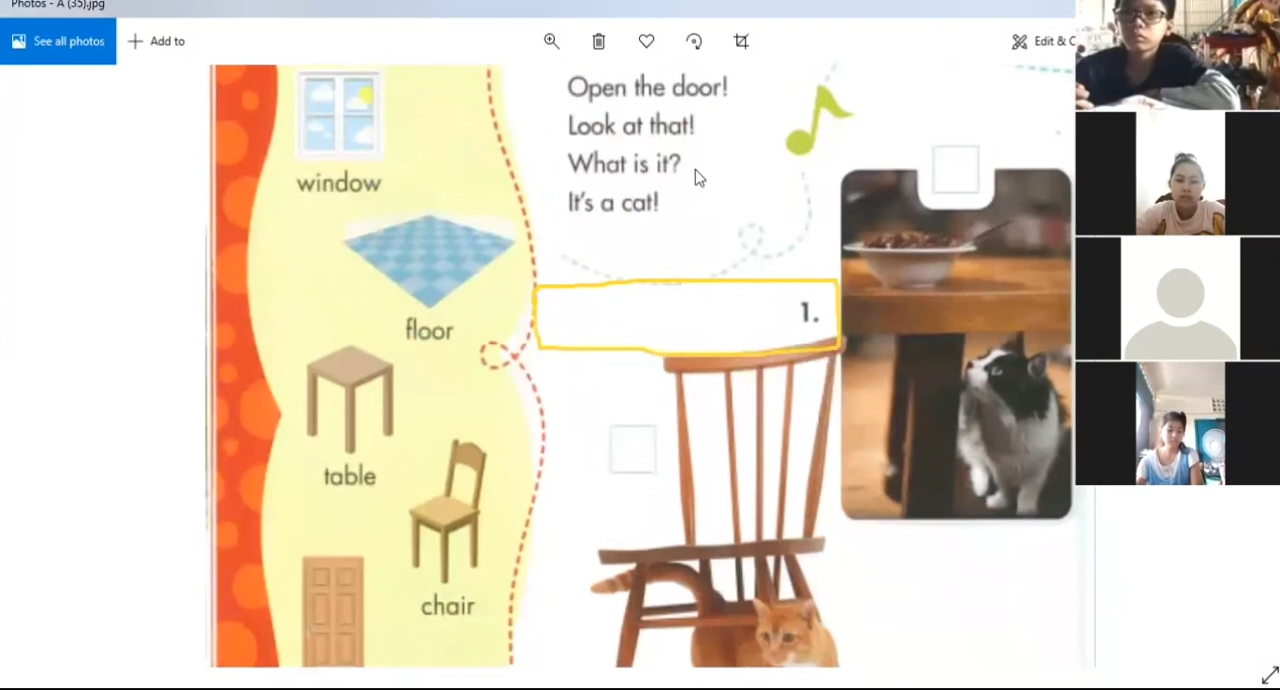 Photos - A (35).jpg
See all photos
Add to
Edit & C
window
floor
table
chair
Open the door!
Look at that!
What is it?
It's a cat!
1.